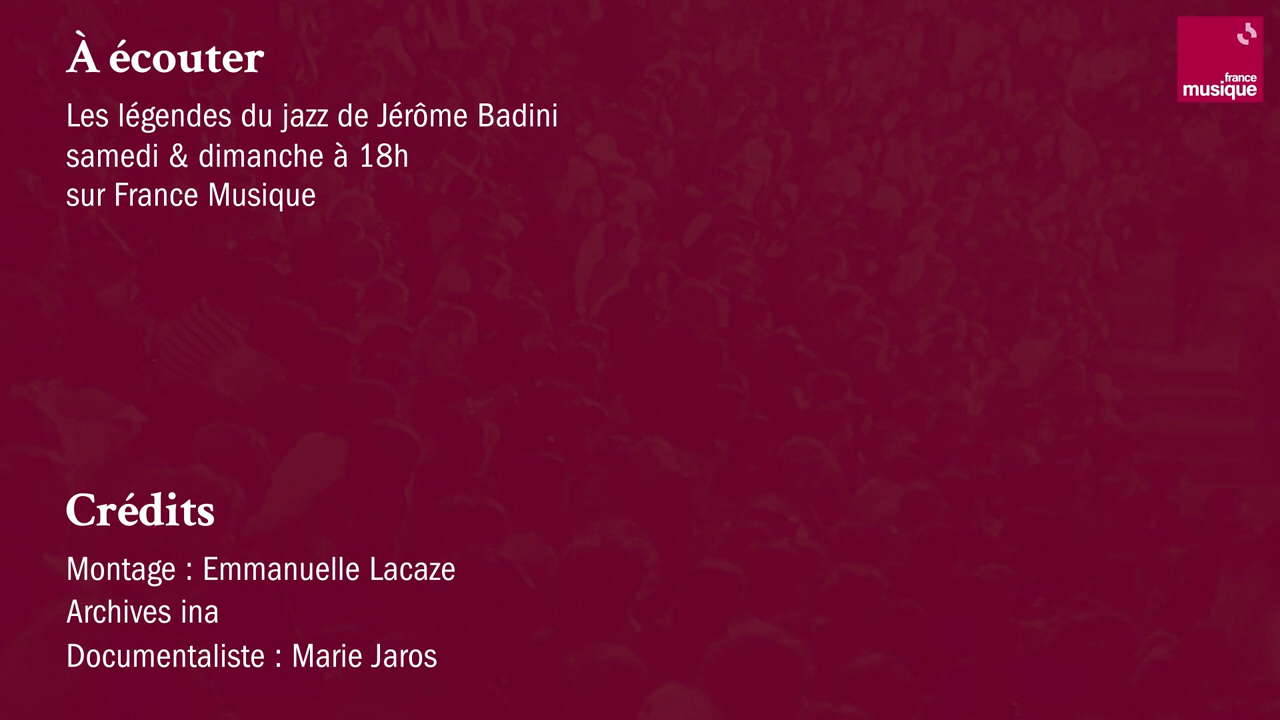 À écouter
Les légendes du jazz de Jérôme Badini
samedi & dimanche à 18h
sur France Musique
france
musique
Crédits
Montage : Emmanuelle Lacaze
Archives ina
Documentaliste : Marie Jaros